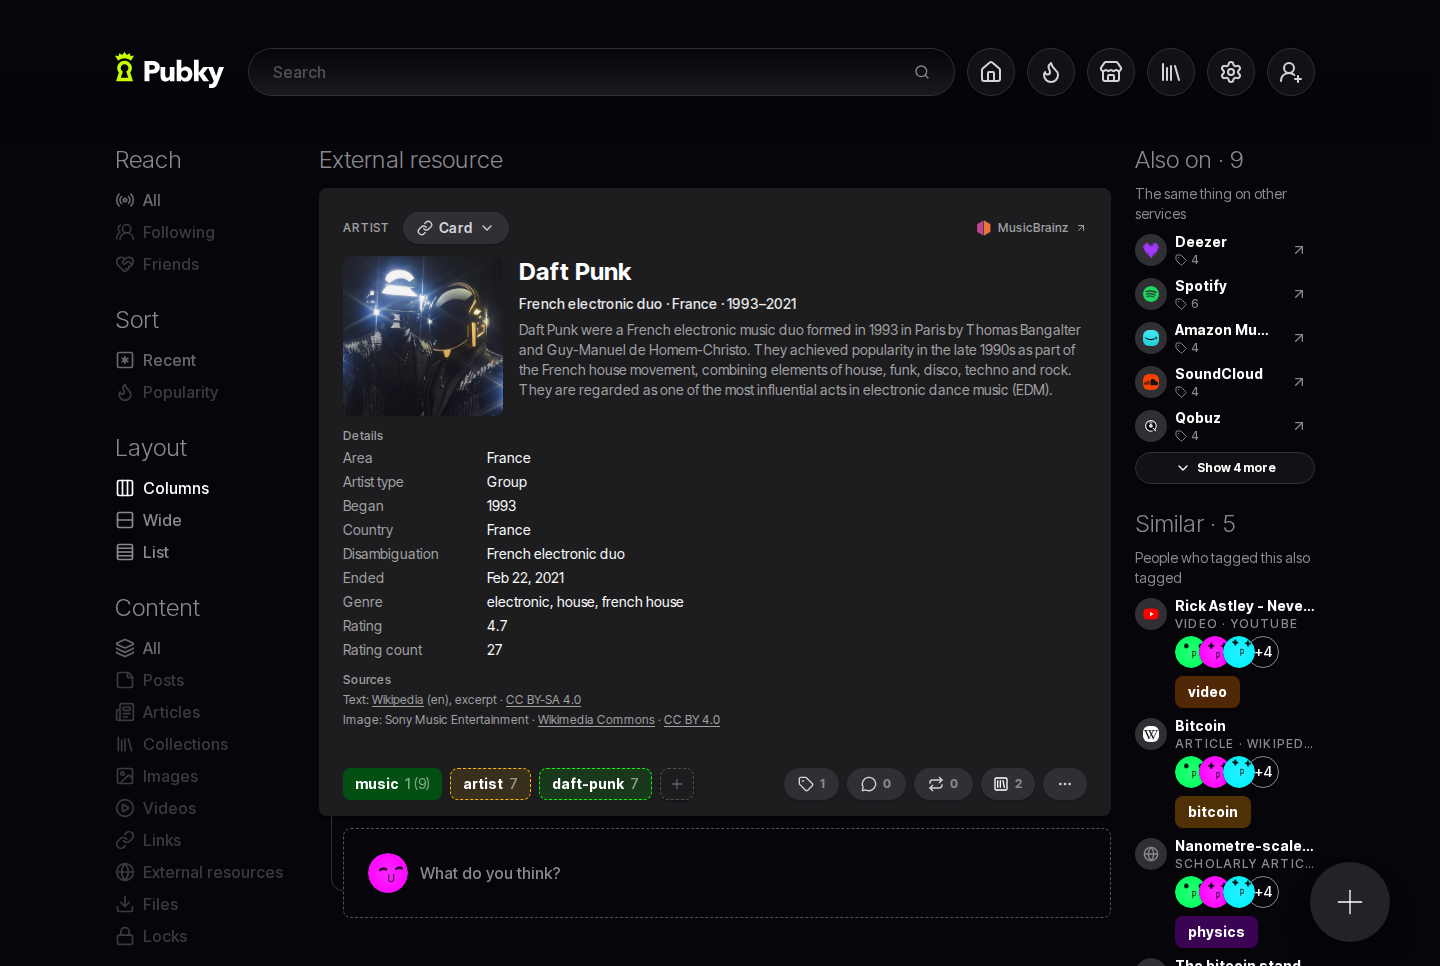 Pubky
Search
Reach
All
Following
Friends
Sort
Recent
Popularity
Layout
Columns
Wide
List
Content
All
Posts
Articles
Collections
Images
Videos
Links
External resources
Files
Locks
External resource
ARTIST
Card
MusicBrainz
Daft Punk
French electronic duo · France · 1993–2021
Daft Punk were a French electronic music duo formed in 1993 in Paris by Thomas Bangalter
and Guy-Manuel de Homem-Christo. They achieved popularity in the late 1990s as part of
the French house movement, combining elements of house, funk, disco, techno and rock.
They are regarded as one of the most influential acts in electronic dance music (EDM).
Details
Area France
Artist type Group
Began 1993
Country France
Disambiguation French electronic duo
Ended Feb 22, 2021
Genre electronic, house, french house
Rating 4.7
Rating count 27
Sources
Text: Wikipedia (en), excerpt · CC BY-SA 4.0
Image: Sony Music Entertainment · Wikimedia Commons · CC BY 4.0
music 1 (9) artist 7 daft-punk 7 1 0 0 2
What do you think?
Also on · 9
The same thing on other
services
Deezer
4
Spotify
6
Amazon Mu...
4
SoundCloud
4
Qobuz
4
Show 4 more
Similar · 5
People who tagged this also
tagged
Rick Astley - Neve...
VIDEO · YOUTUBE
+4
video
Bitcoin
ARTICLE · WIKIPED...
+4
bitcoin
Nanometre-scale...
SCHOLARLY ARTIC...
+4
physics
The bitcoin stand